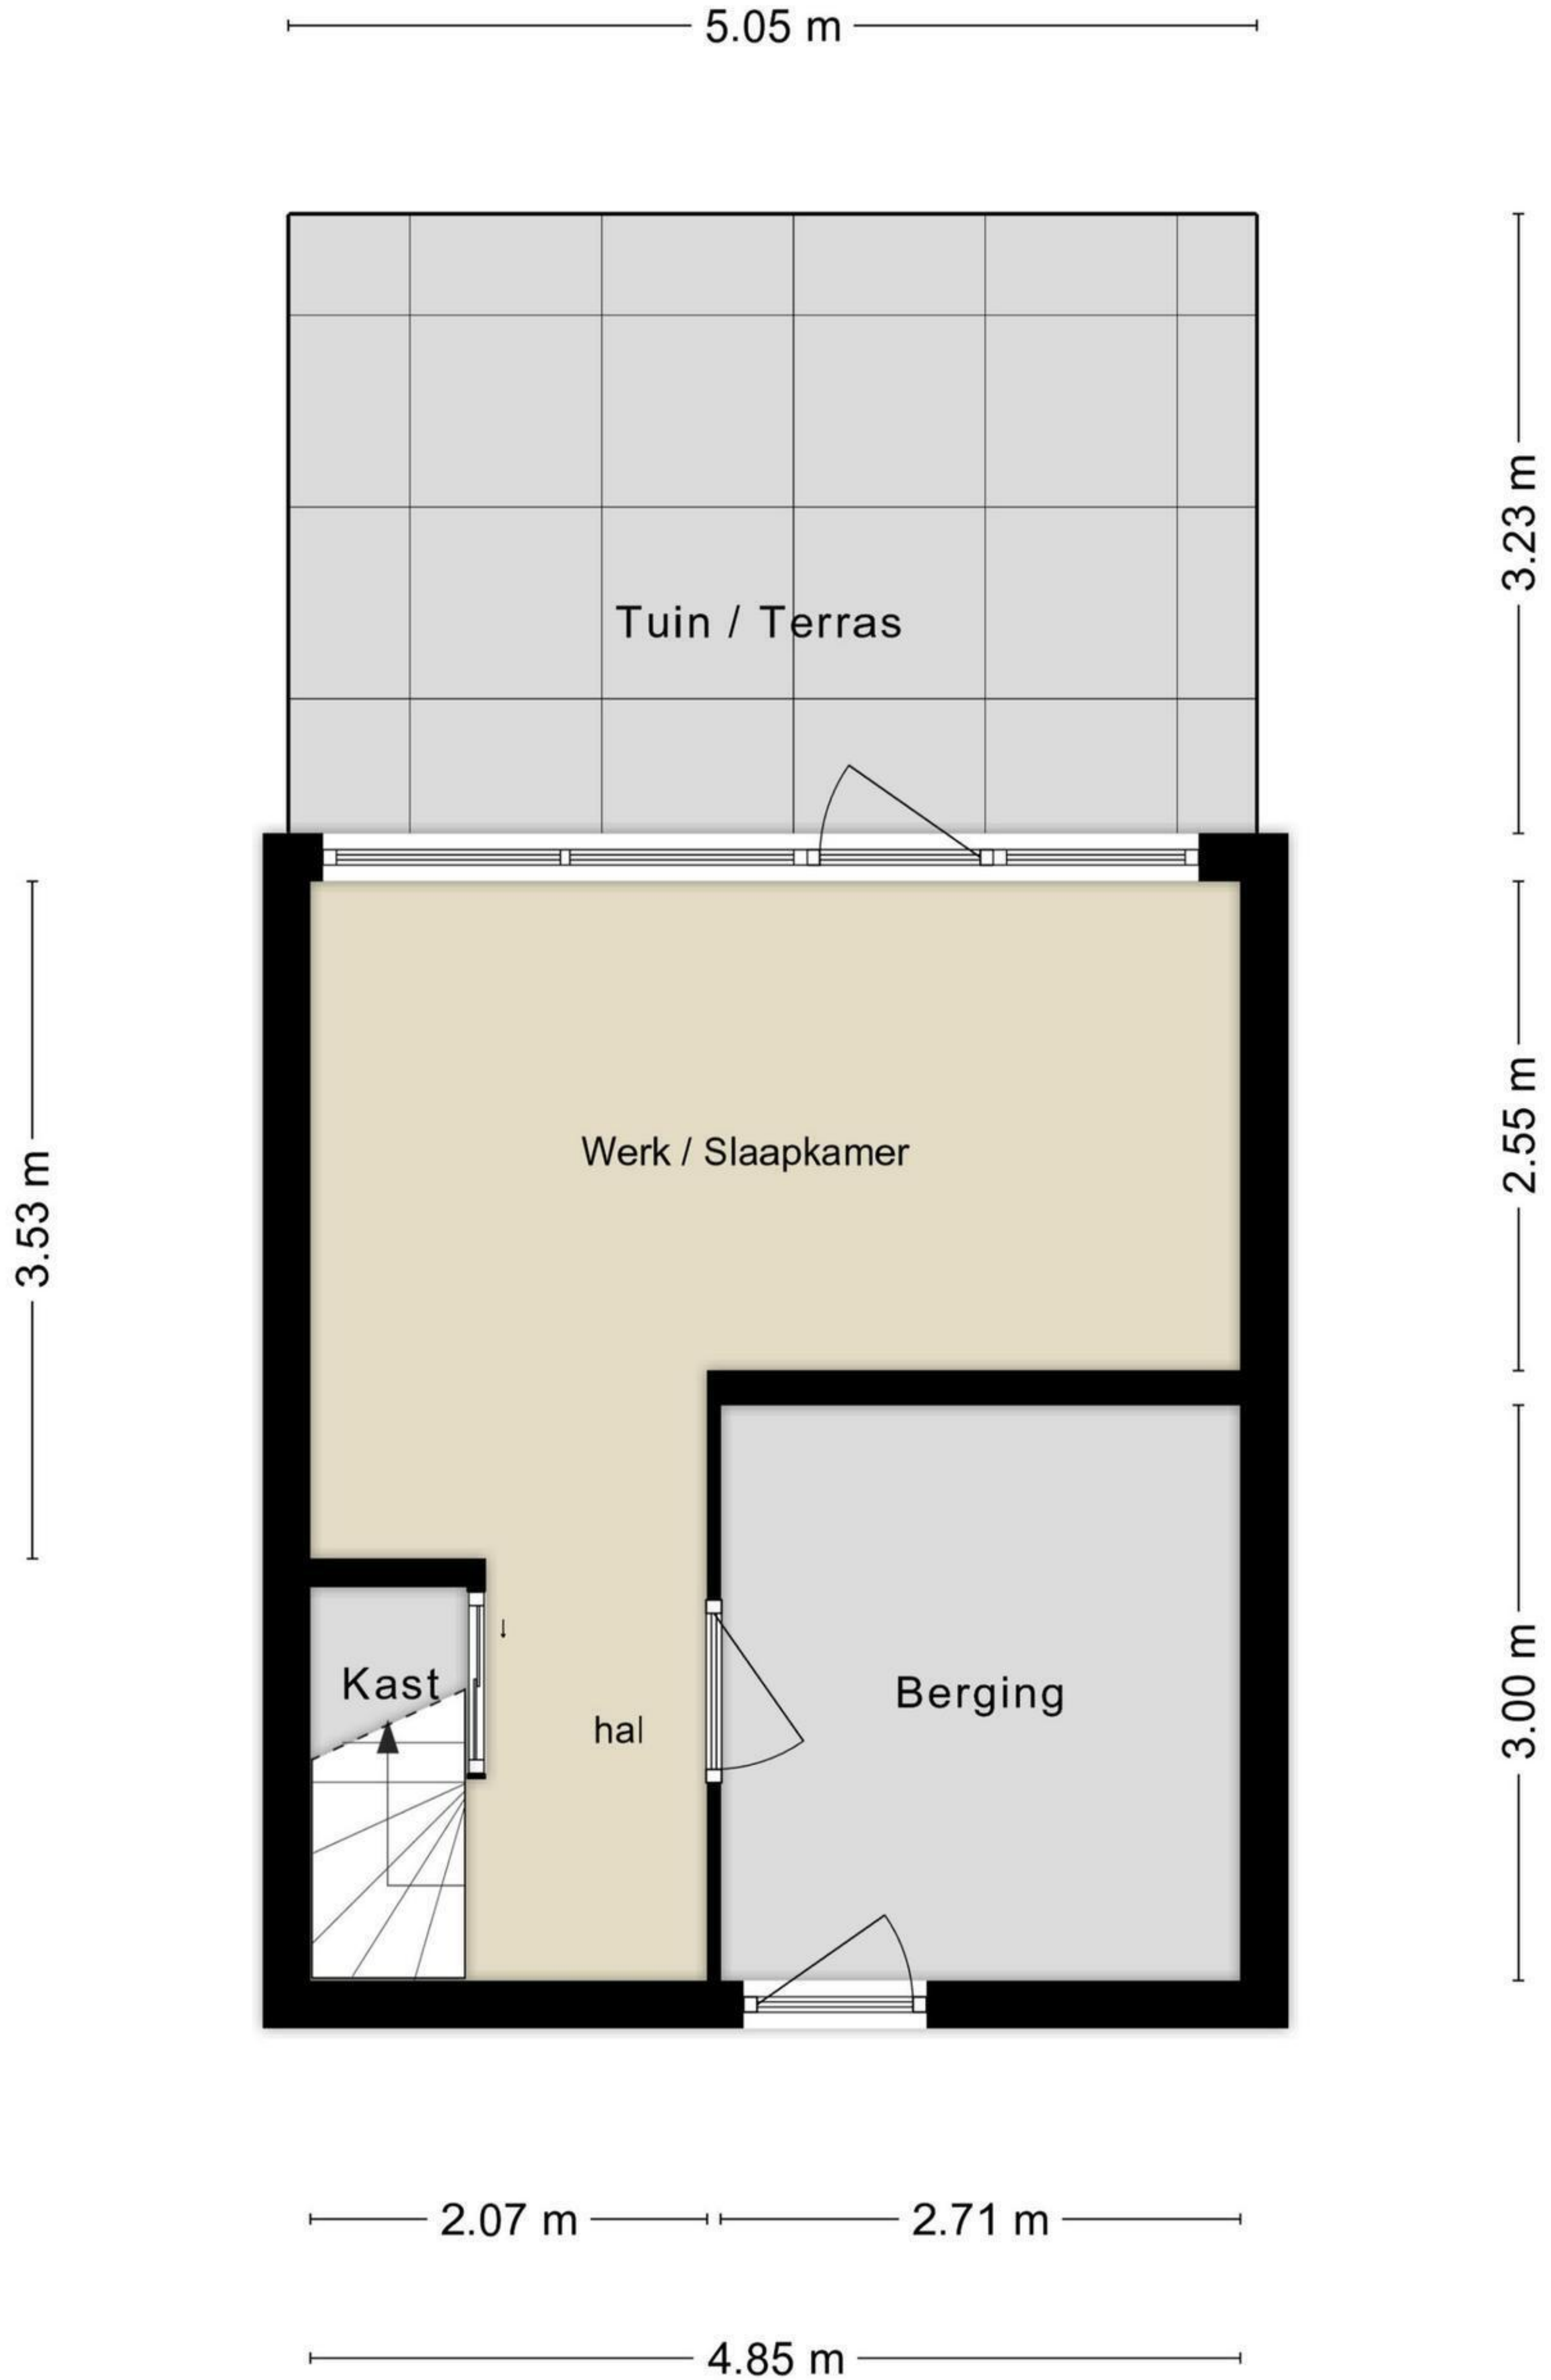 5.05 m
3.23 m
Tuin / Terras
2.55 m
Werk / Slaapkamer
3.53 m
3.00 m
Kast
Berging
hal
2.07 m
2.71 m
4.85 m